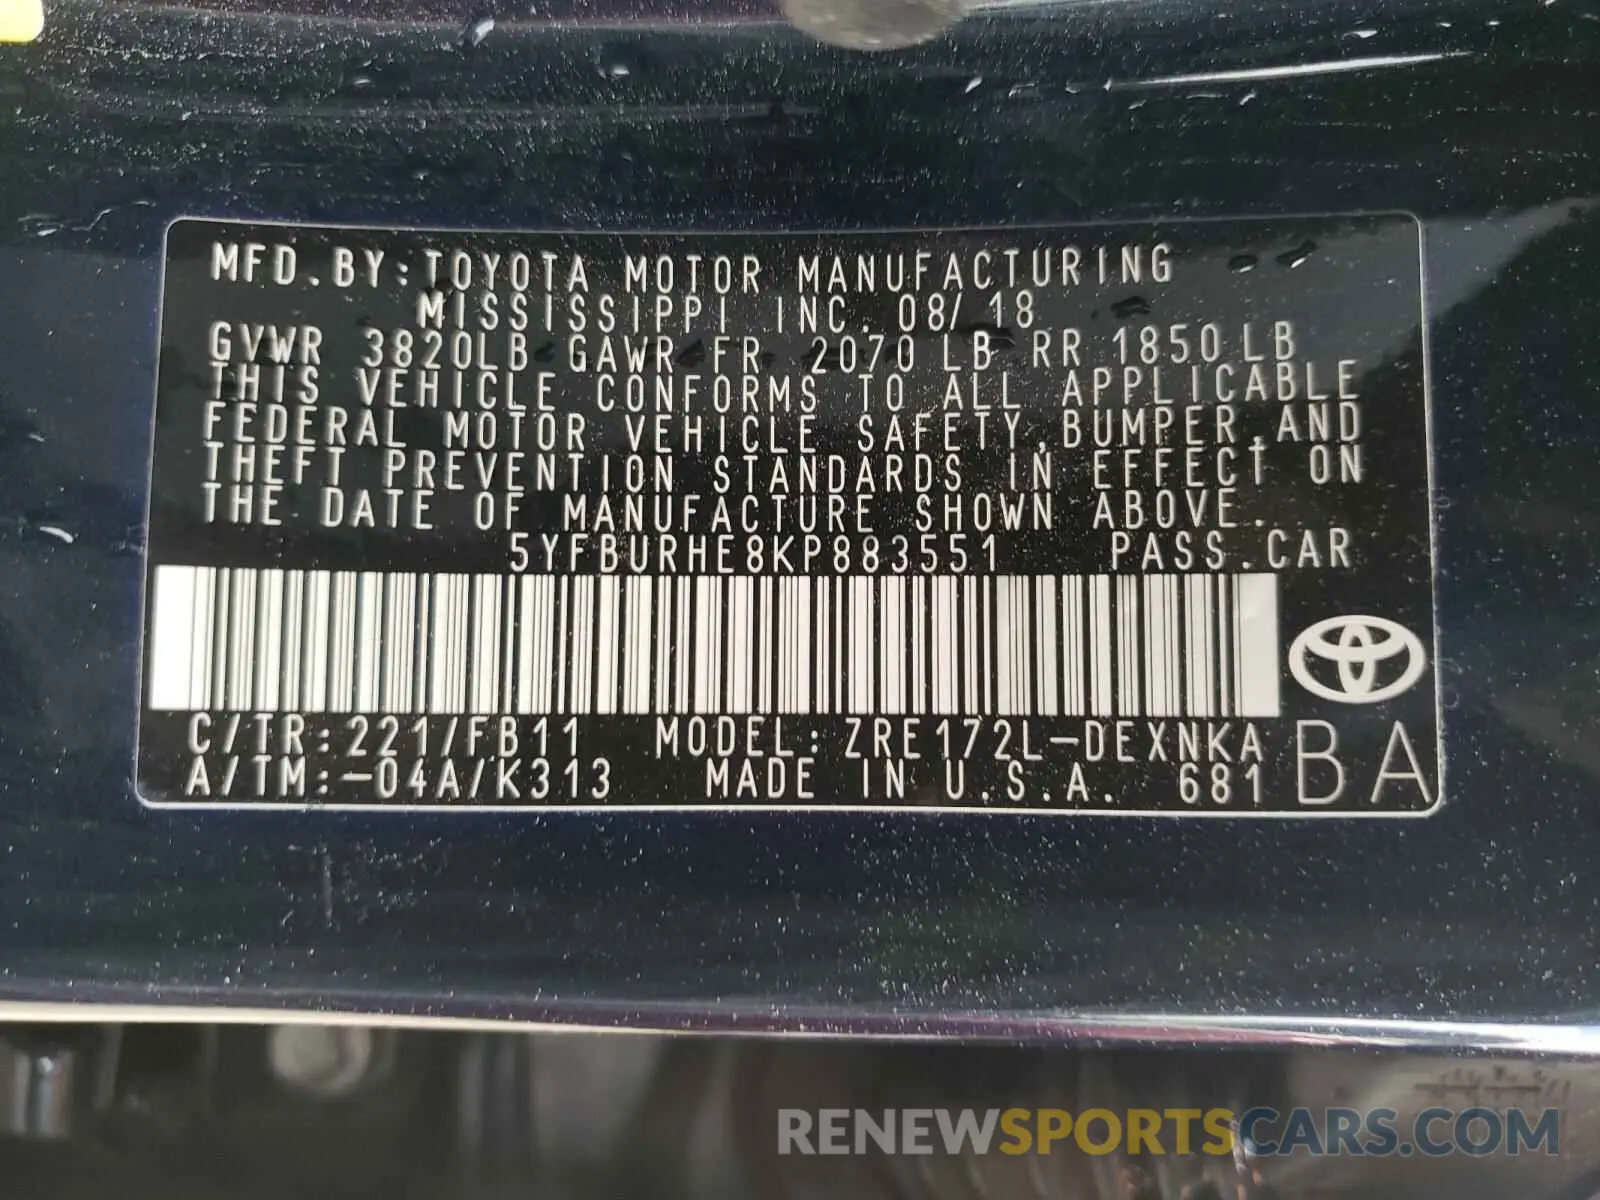 MFD.BY:TOYOTA MOTOR MANUFACTURING
MISSISSIPPI INC. 08/18
GVWR 3820LB GAWR FR 2070 LB RR 1850LB
THIS VEHICLE CONFORMS TO ALL APPLICABLE
FEDERAL MOTOR VEHICLE SAFETY,BUMPER,AND
THEFT PREVENTION STANDARDS IN EFFECT ON
THE DATE OF MANUFACTURE SHOWN ABOVE.
5YFBURHE8KP883551 PASS.CAR
C/TR:221/FB11 MODEL:ZRE172L-DEXNKA
A/TM:-04A/K313 MADE IN U.S.A. 681
BA
RENEWSPORTSCARS.COM